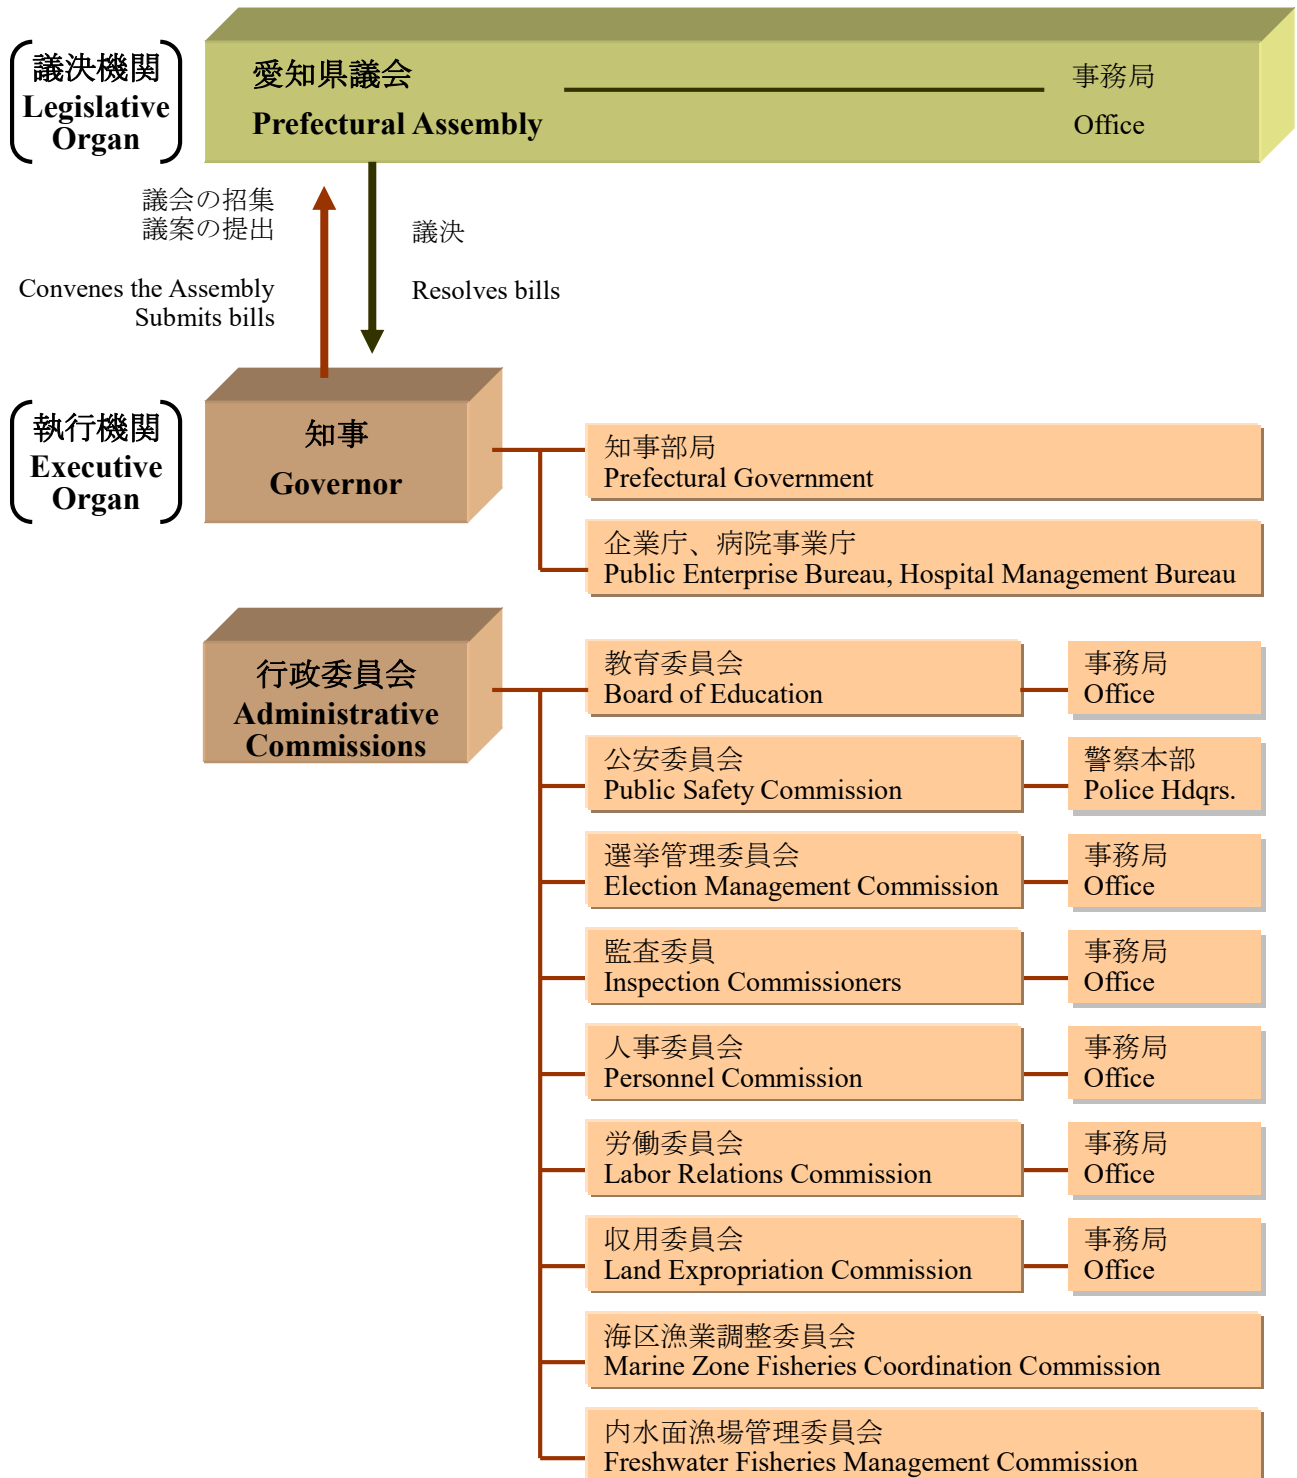 議決機関
Legislative
Organ
愛知県議会
Prefectural Assembly
事務局
Office
議会の招集
議案の提出
Convenes the Assembly
Submits bills
議決
Resolves bills
執行機関
Executive
Organ
知事
Governor
知事部局
Prefectural Government
企業庁、病院事業庁
Public Enterprise Bureau, Hospital Management Bureau
行政委員会
Administrative
Commissions
教育委員会
Board of Education
事務局
Office
公安委員会
Public Safety Commission
警察本部
Police Hdqrs.
選挙管理委員会
Election Management Commission
事務局
Office
監査委員
Inspection Commissioners
事務局
Office
人事委員会
Personnel Commission
事務局
Office
労働委員会
Labor Relations Commission
事務局
Office
収用委員会
Land Expropriation Commission
事務局
Office
海区漁業調整委員会
Marine Zone Fisheries Coordination Commission
内水面漁場管理委員会
Freshwater Fisheries Management Commission